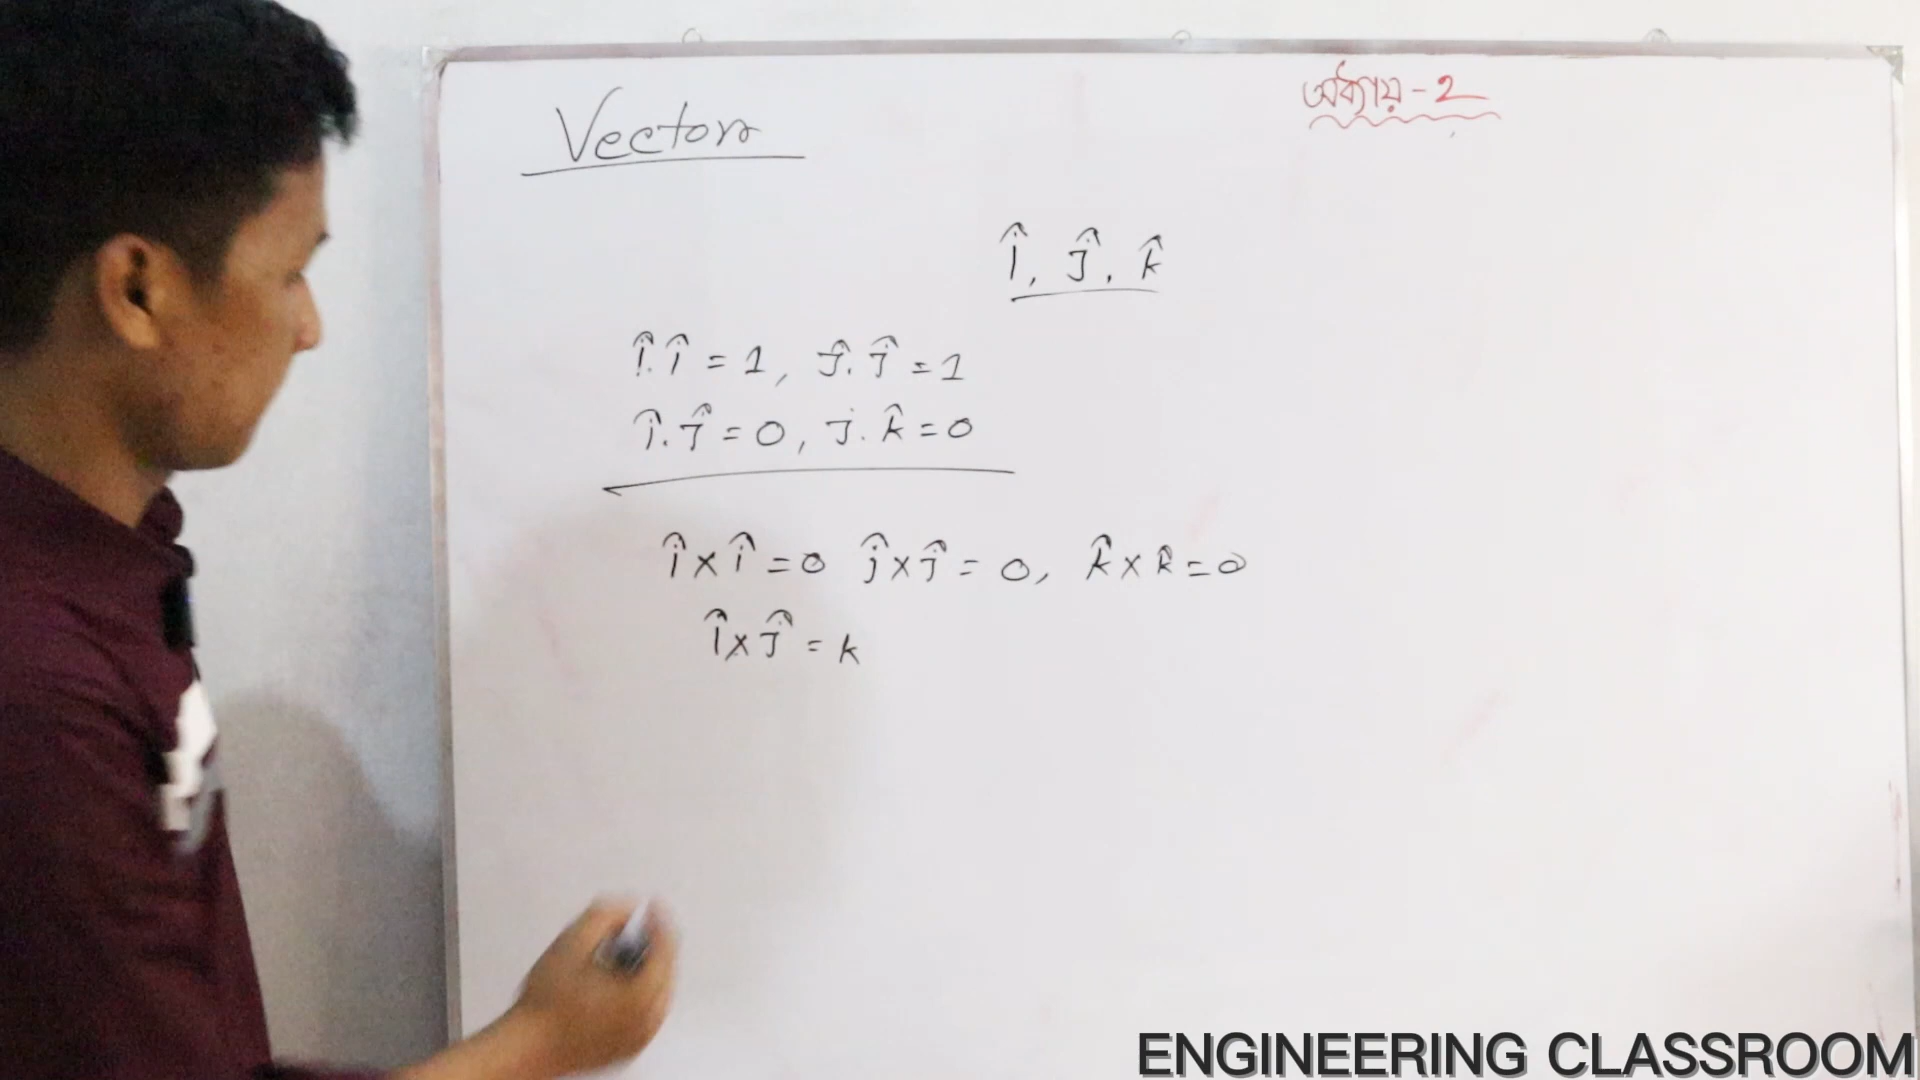 Vector
অধ্যায় - 2
î, ĵ, k̂
î.î = 1, ĵ.ĵ = 1
î.ĵ = 0, j.k̂ = 0
î×î = 0 ĵ×ĵ = 0, k̂×k̂ = 0
î×ĵ = k
ENGINEERING CLASSROOM